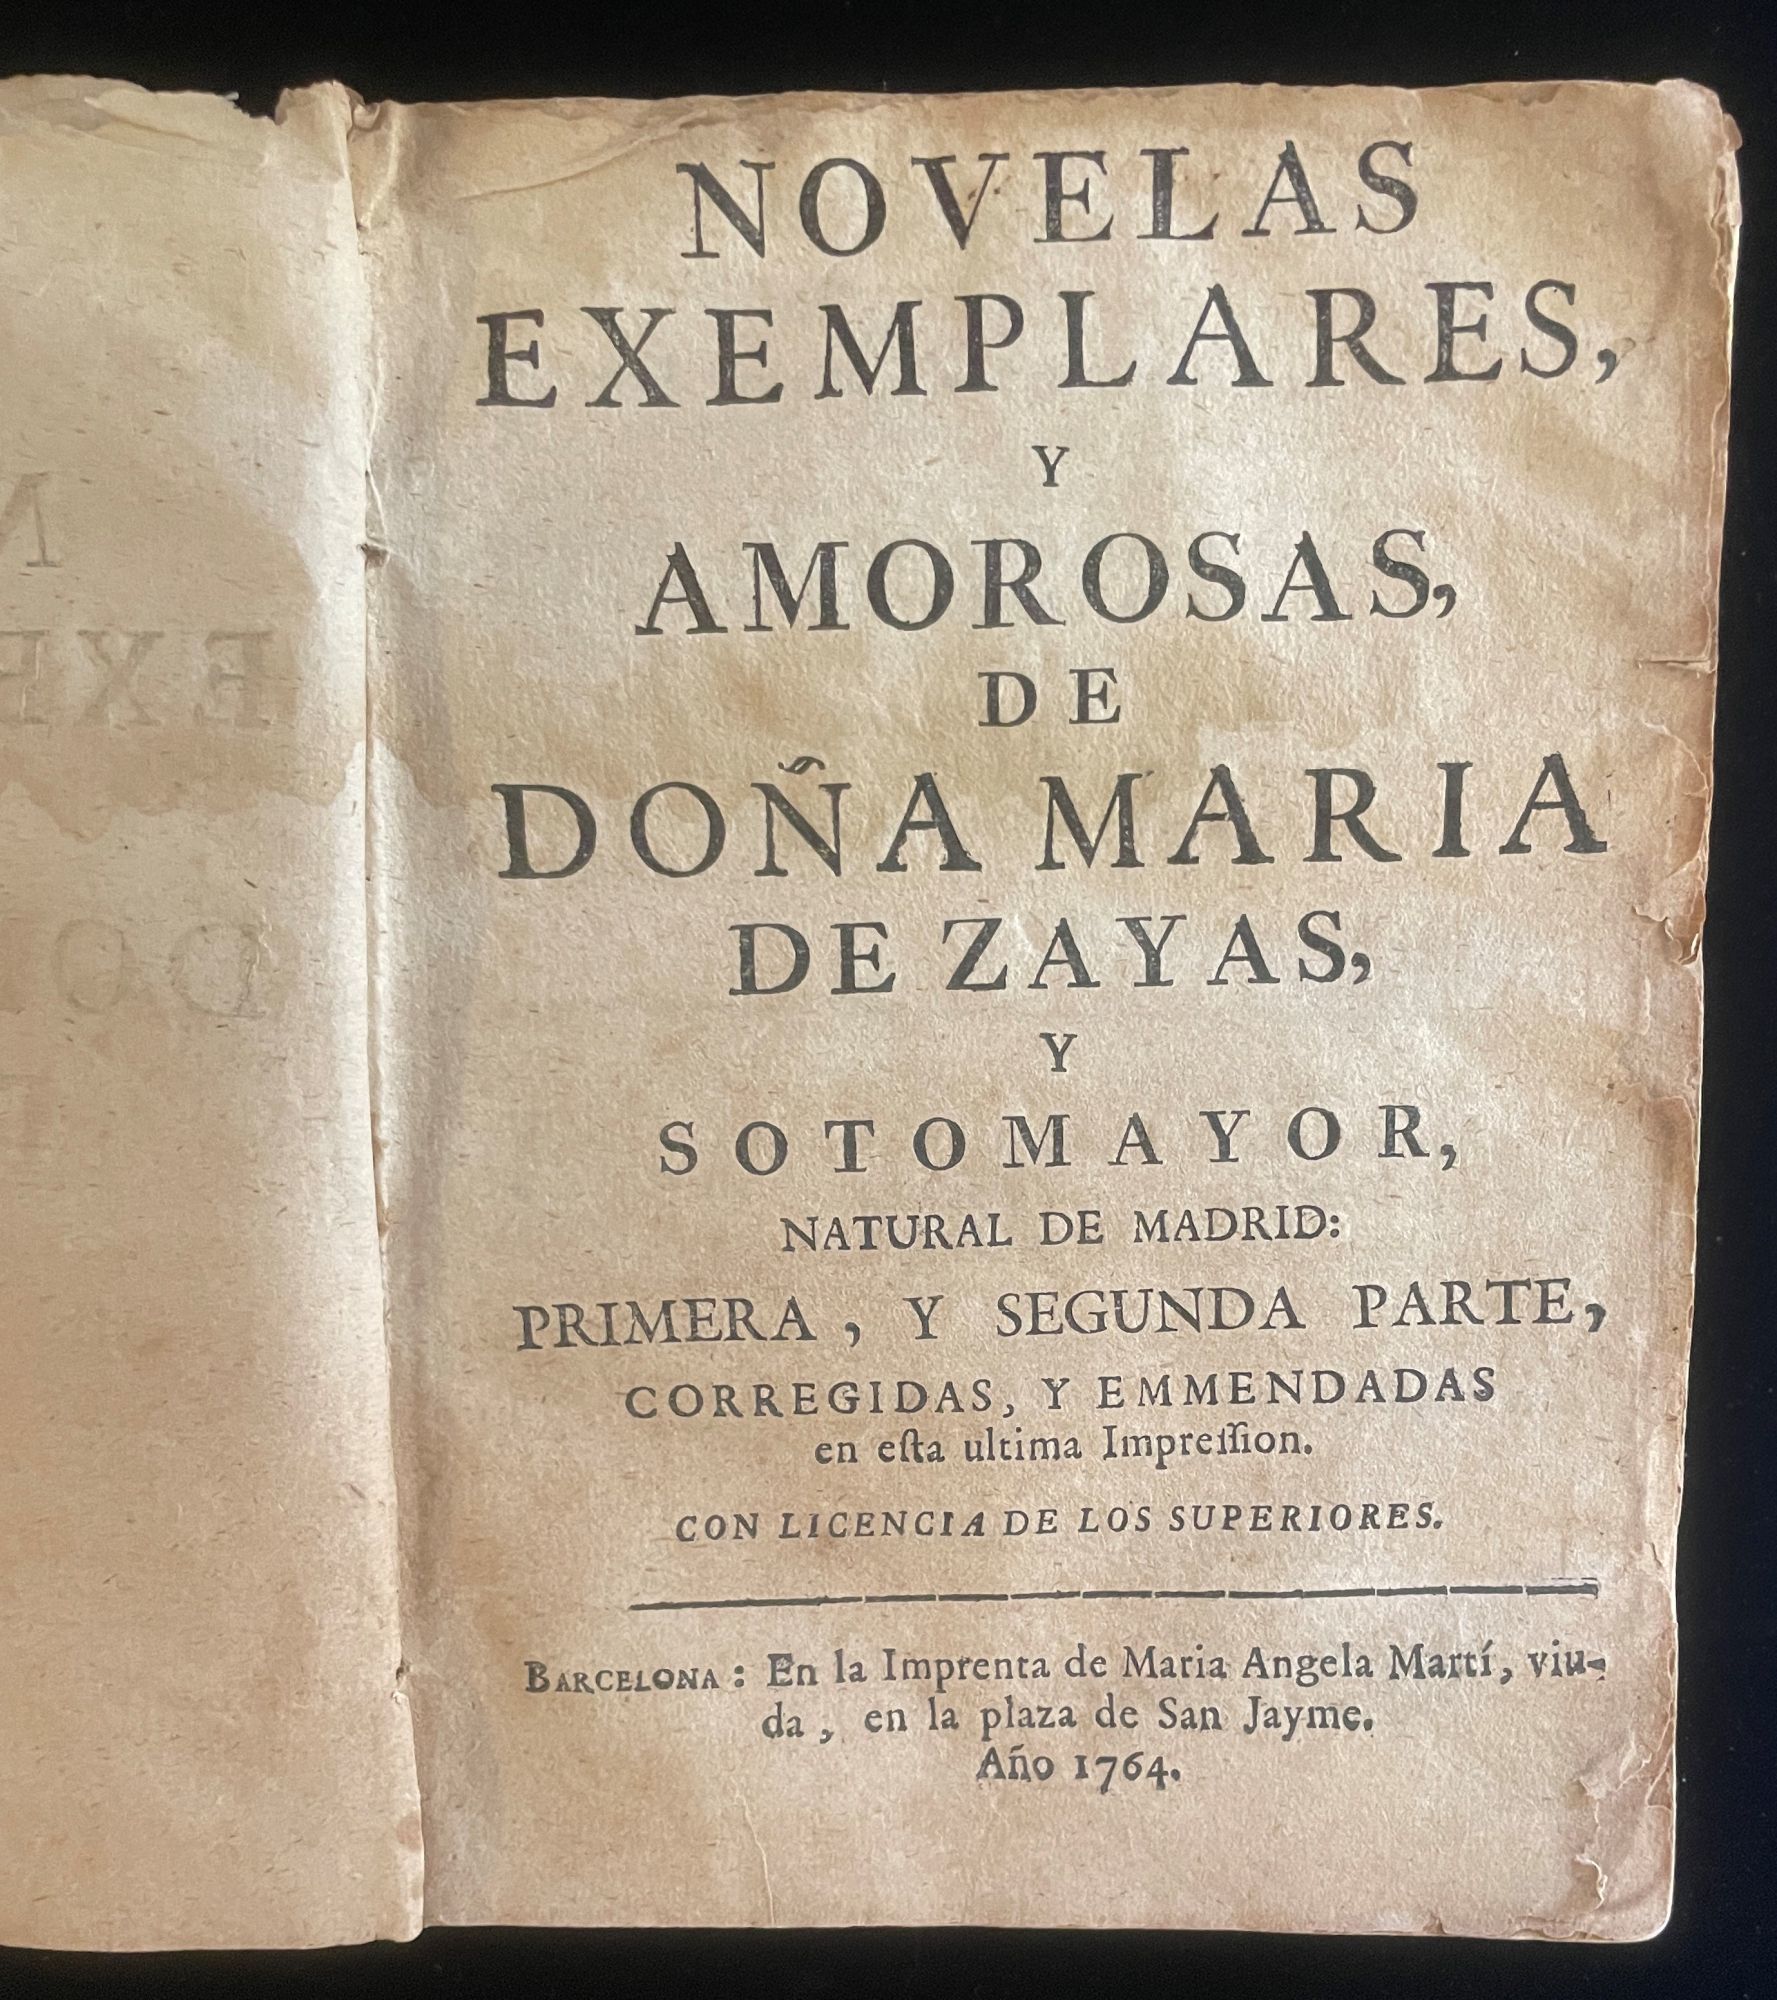 NOVELAS
EXEMPLARES,
Y
AMOROSAS,
DE
DOÑA MARIA
DE ZAYAS,
Y
SOTOMAYOR,
NATURAL DE MADRID:
PRIMERA, Y SEGUNDA PARTE,
CORREGIDAS, Y EMMENDADAS
en eſta ultima Impreſſion.
CON LICENCIA DE LOS SUPERIORES.
BARCELONA: En la Imprenta de Maria Angela Martí, viu-
da, en la plaza de San Jayme.
Año 1764.